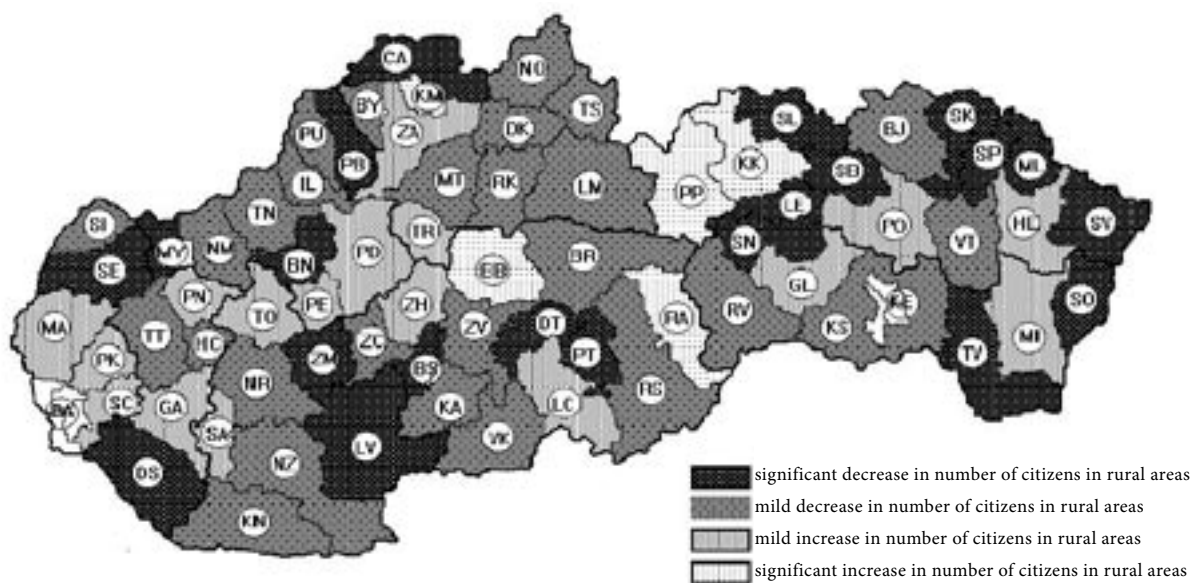 CA
NO
KM
BY
TS
ZA
DK
PU
PB
SL
SK
BJ
SP
ML
KK
SB
IL
MT
RK
LM
PP
LE
TN
HE
SV
PO
SI
TR
SN
VT
MY
NM
PD
BR
SE
BN
BB
GL
SO
PN
PE
ZH
TO
RA
RV
KE
MA
TT
HC
ZC
ZV
DT
KS
MI
PK
ZM
PT
TV
BS
NR
RS
SC
GA
KA
LC
BA
SA
VK
LV
DS
NZ
KN
significant decrease in number of citizens in rural areas
mild decrease in number of citizens in rural areas
mild increase in number of citizens in rural areas
significant increase in number of citizens in rural areas